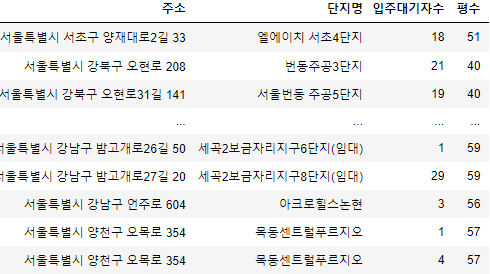 주소 단지명 입주대기자수 평수
서울특별시 서초구 양재대로2길 33 엘에이치 서초4단지 18 51
서울특별시 강북구 오현로 208 번동주공3단지 21 40
서울특별시 강북구 오현로31길 141 서울번동 주공5단지 19 40
... ... ... ...
서울특별시 강남구 밤고개로26길 50 세곡2보금자리지구6단지(임대) 1 59
서울특별시 강남구 밤고개로27길 20 세곡2보금자리지구8단지(임대) 29 59
서울특별시 강남구 언주로 604 아크로힐스논현 3 56
서울특별시 양천구 오목로 354 목동센트럴푸르지오 1 57
서울특별시 양천구 오목로 354 목동센트럴푸르지오 4 57